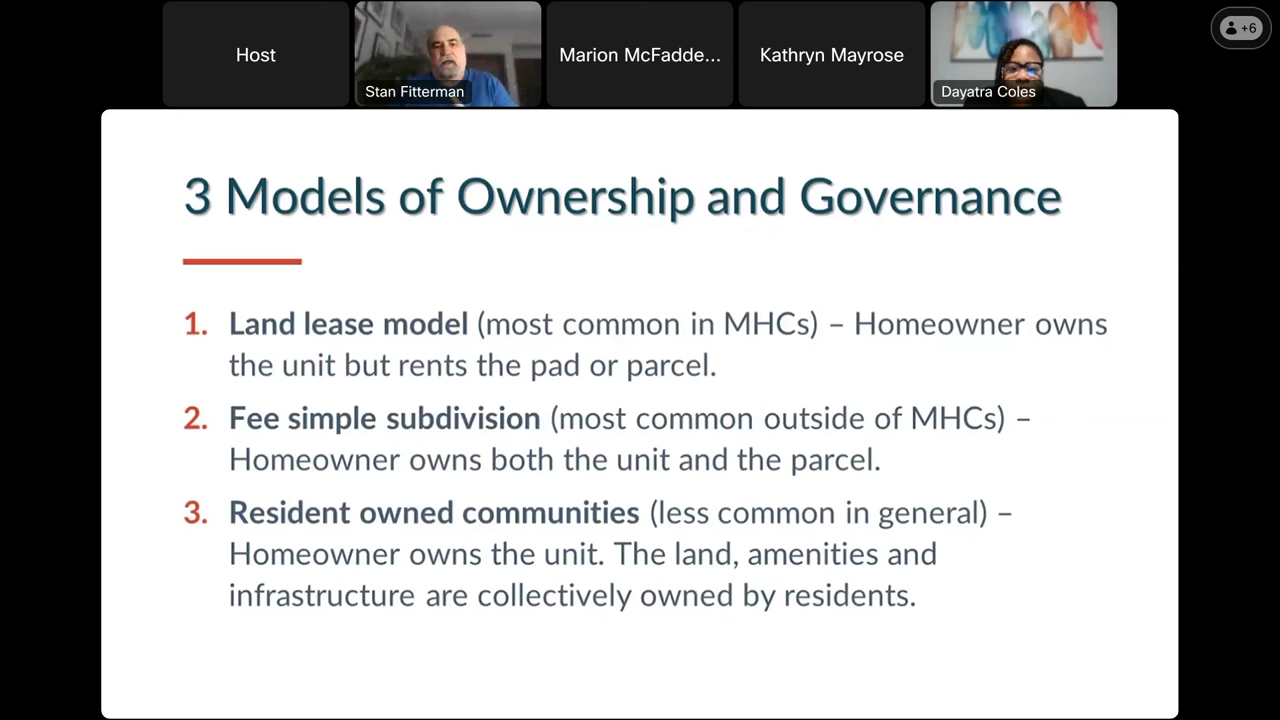 Host
Stan Fitterman
Marion McFadde...
Kathryn Mayrose
Dayatra Coles
+6
3 Models of Ownership and Governance
1. Land lease model (most common in MHCs) – Homeowner owns
the unit but rents the pad or parcel.
2. Fee simple subdivision (most common outside of MHCs) –
Homeowner owns both the unit and the parcel.
3. Resident owned communities (less common in general) –
Homeowner owns the unit. The land, amenities and
infrastructure are collectively owned by residents.